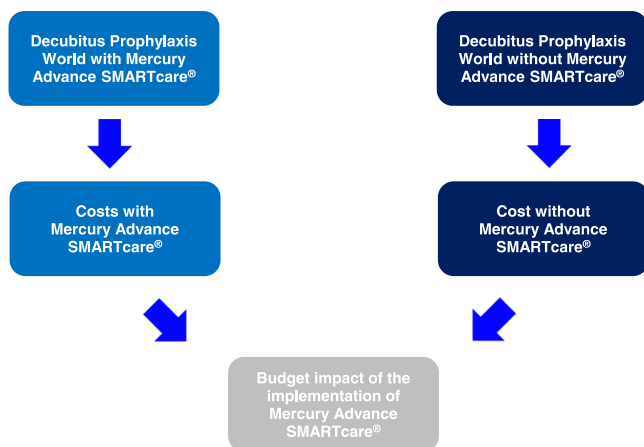 Decubitus Prophylaxis
World with Mercury
Advance SMARTcare®
Decubitus Prophylaxis
World without Mercury
Advance SMARTcare®
Costs with
Mercury Advance
SMARTcare®
Cost without
Mercury Advance
SMARTcare®
Budget impact of the
implementation of
Mercury Advance
SMARTcare®